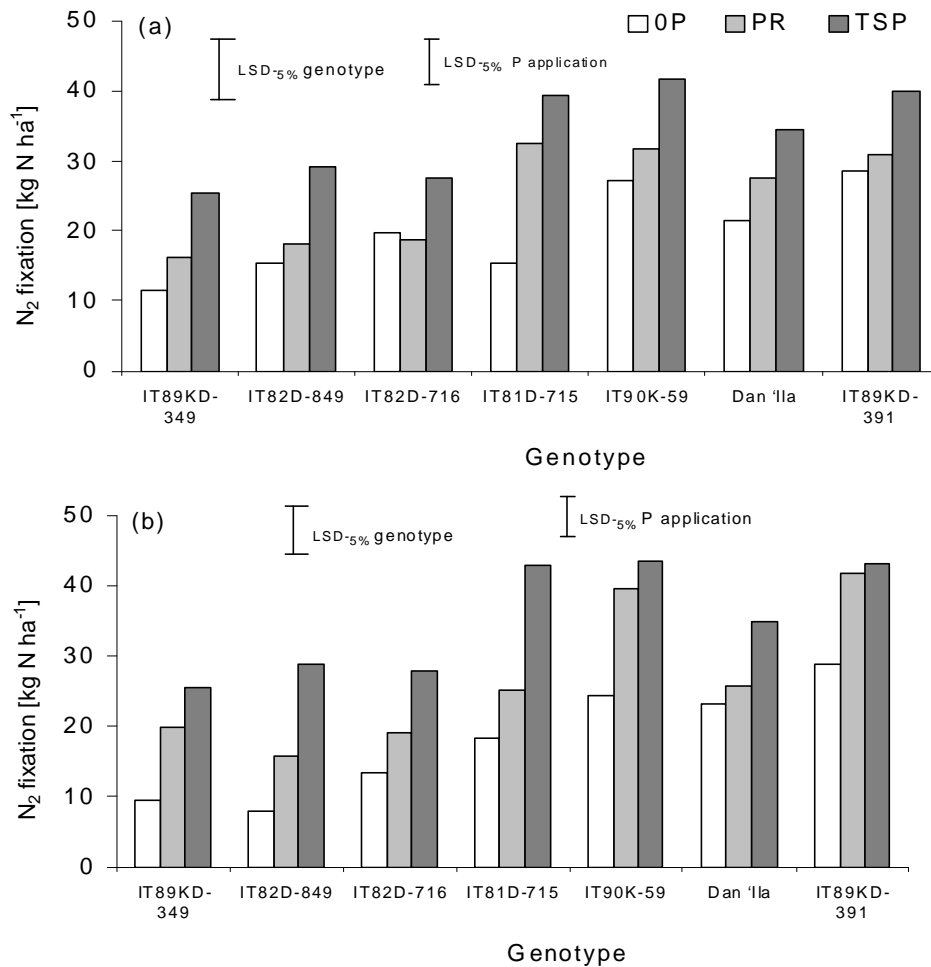 (a)
0P PR TSP
LSD-5% genotype
LSD-5% P application
N2 fixation [kg N ha-1]
50
40
30
20
10
0
IT89KD-349 IT82D-849 IT82D-716 IT81D-715 IT90K-59 Dan 'Ila IT89KD-391
Genotype
(b)
LSD-5% genotype
LSD-5% P application
N2 fixation [kg N ha-1]
50
40
30
20
10
0
IT89KD-349 IT82D-849 IT82D-716 IT81D-715 IT90K-59 Dan 'Ila IT89KD-391
Genotype